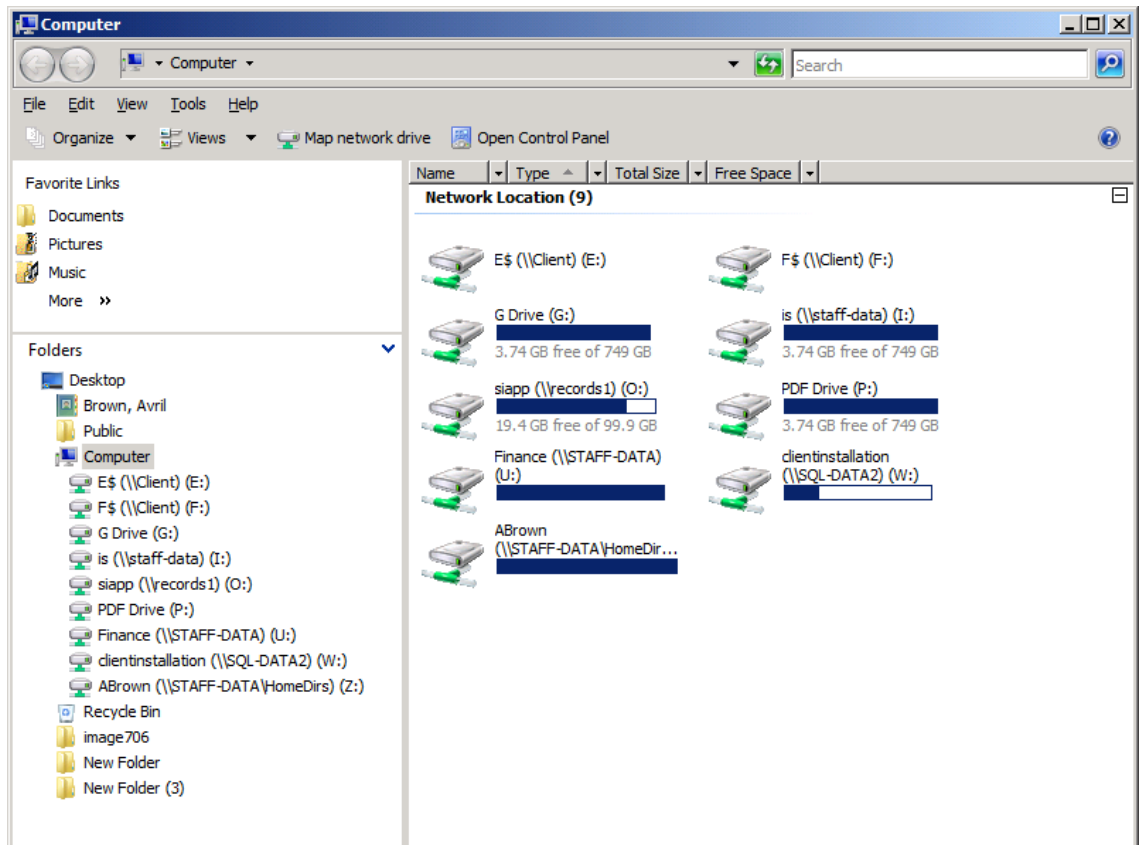 Computer
Computer
Search
File Edit View Tools Help
Organize Views Map network drive Open Control Panel
Favorite Links
Documents
Pictures
Music
More »
Folders
Desktop
Brown, Avril
Public
Computer
E$ (\\Client) (E:)
F$ (\\Client) (F:)
G Drive (G:)
is (\\staff-data) (I:)
siapp (\\records1) (O:)
PDF Drive (P:)
Finance (\\STAFF-DATA) (U:)
clientinstallation (\\SQL-DATA2) (W:)
ABrown (\\STAFF-DATA\HomeDirs) (Z:)
Recycle Bin
image706
New Folder
New Folder (3)
Name Type Total Size Free Space
Network Location (9)
E$ (\\Client) (E:)
F$ (\\Client) (F:)
G Drive (G:)
3.74 GB free of 749 GB
is (\\staff-data) (I:)
3.74 GB free of 749 GB
siapp (\\records1) (O:)
19.4 GB free of 99.9 GB
PDF Drive (P:)
3.74 GB free of 749 GB
Finance (\\STAFF-DATA)
(U:)
clientinstallation
(\\SQL-DATA2) (W:)
ABrown
(\\STAFF-DATA\HomeDir...